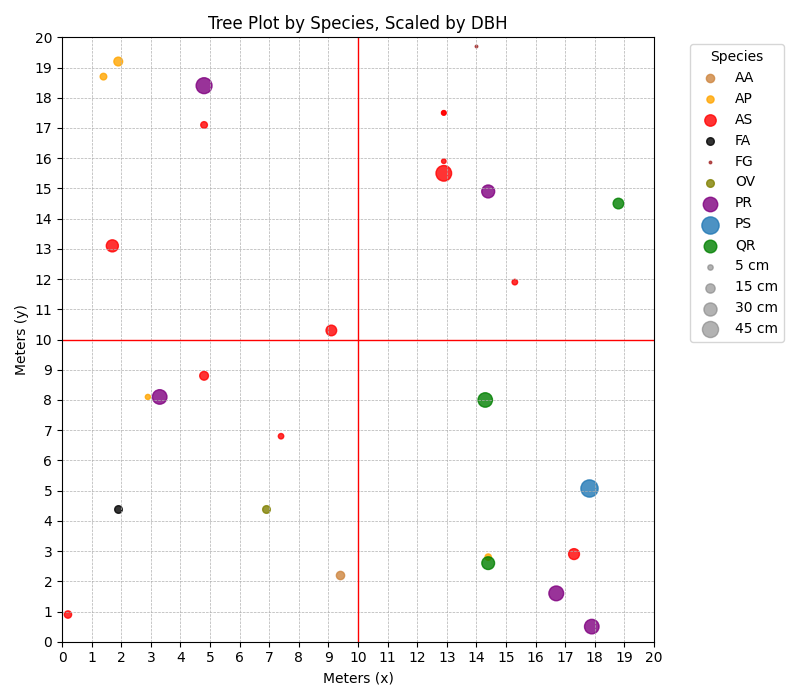 Tree Plot by Species, Scaled by DBH
20
19
18
17
16
15
14
13
12
11
10
9
8
7
6
5
4
3
2
1
0
Meters (y)
0 1 2 3 4 5 6 7 8 9 10 11 12 13 14 15 16 17 18 19 20
Meters (x)
Species
AA
AP
AS
FA
FG
OV
PR
PS
QR
5 cm
15 cm
30 cm
45 cm